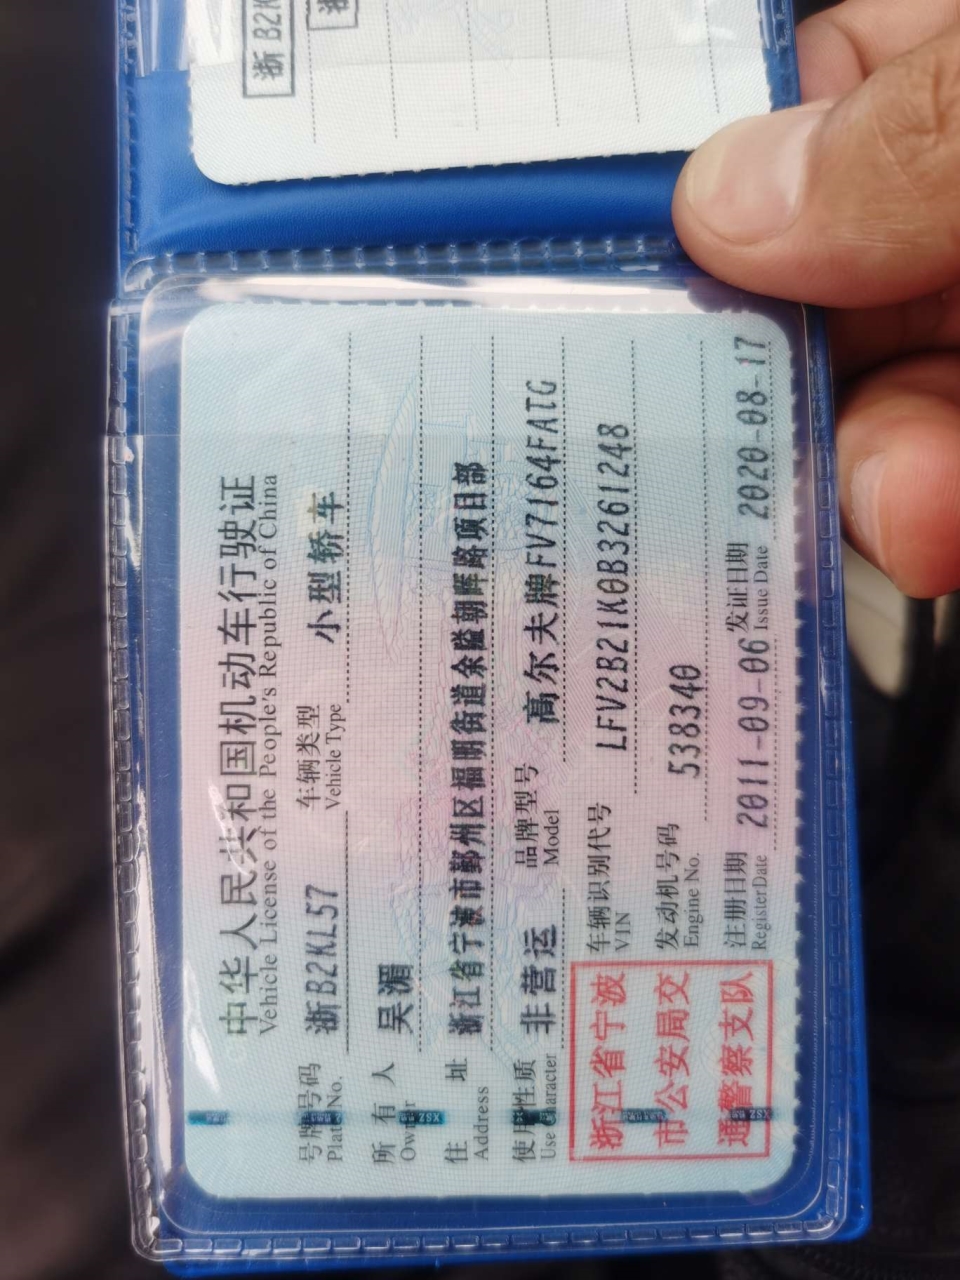 中华人民共和国机动车行驶证
Vehicle License of the People's Republic of China
号牌号码 浙B2KL57 车辆类型 小型轿车
Plate No. Vehicle Type
所有人 吴湄
Owner
住址 浙江省宁波市鄞州区福明街道余隘朝晖路项目部
Address
使用性质 非营运 品牌型号 高尔夫牌FV7164FATG
Use Character Model
浙江省宁波
市公安局交
通警察支队
车辆识别代号 LFV2B21K0B3261248
VIN
发动机号码 538340
Engine No.
注册日期 2011-09-06 发证日期 2020-08-17
Register Date Issue Date
浙B2K